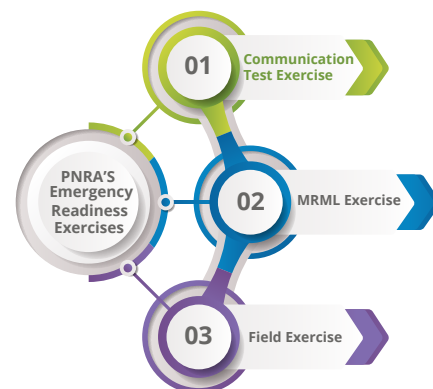 PNRA'S
Emergency
Readiness
Exercises
01
Communication
Test Exercise
02
MRML Exercise
03
Field Exercise